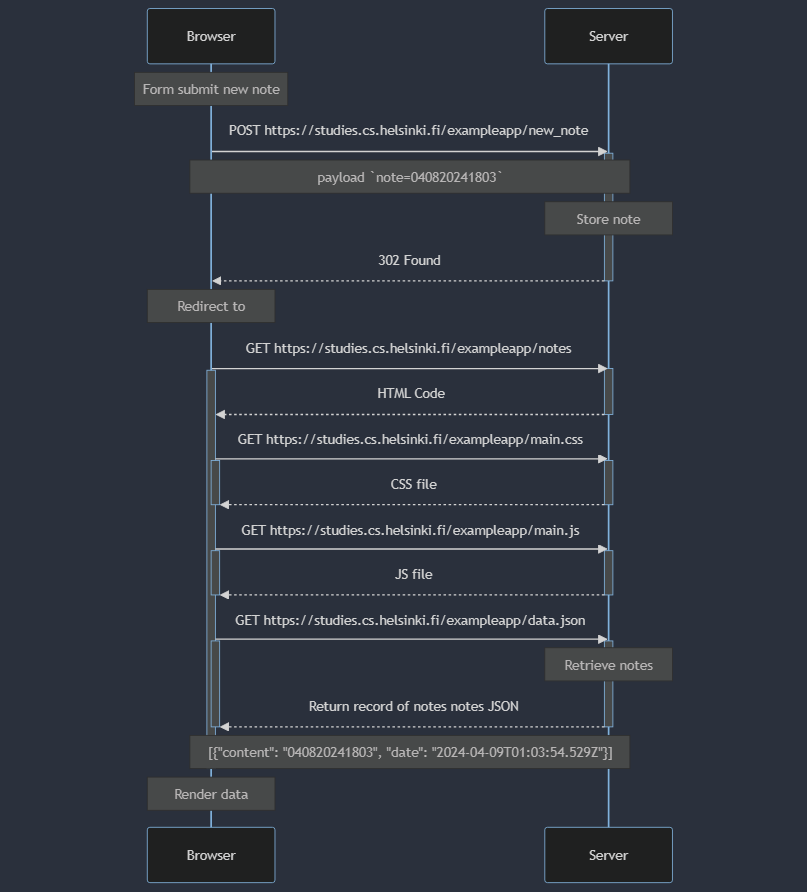 Browser
Server
Form submit new note
POST https://studies.cs.helsinki.fi/exampleapp/new_note
payload `note=040820241803`
Store note
302 Found
Redirect to
GET https://studies.cs.helsinki.fi/exampleapp/notes
HTML Code
GET https://studies.cs.helsinki.fi/exampleapp/main.css
CSS file
GET https://studies.cs.helsinki.fi/exampleapp/main.js
JS file
GET https://studies.cs.helsinki.fi/exampleapp/data.json
Retrieve notes
Return record of notes notes JSON
[{"content": "040820241803", "date": "2024-04-09T01:03:54.529Z"}]
Render data
Browser
Server